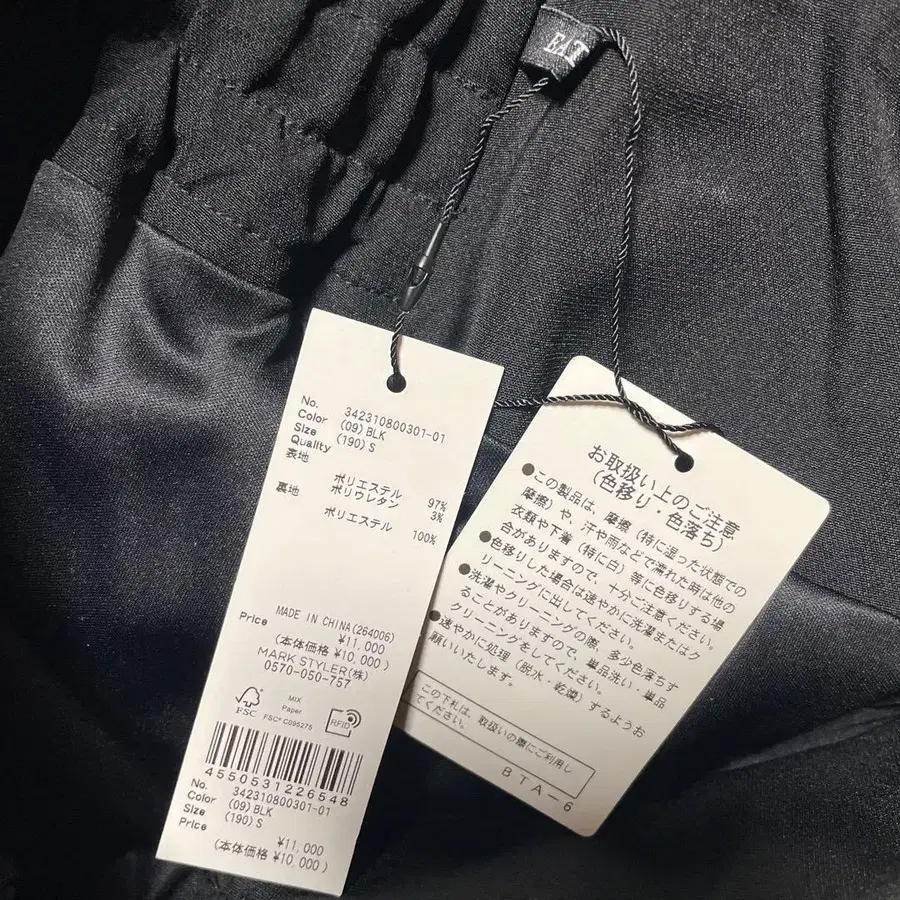 EAT
No. 342310800301-01
Color (09) BLK
Size (190) S
Quality
表地
ポリエステル 97%
ポリウレタン 3%
裏地
ポリエステル 100%
MADE IN CHINA(264006)
Price ¥11,000
(本体価格 ¥10,000)
MARK STYLER(株)
0570-050-757
FSC
MIX
Paper
FSC® C095275
RFID
4550531226548
No. 342310800301-01
Color (09) BLK
Size (190) S
Price ¥11,000
(本体価格 ¥10,000)
お取扱い上のご注意
(色移り・色落ち)
●この製品は、摩擦(特に湿った状態での
摩擦)や、汗や雨などで濡れた時は他の
衣類や下着(特に白)等に色移りする場
合がありますので、十分ご注意ください。
●色移りした場合は速やかに洗濯またはク
リーニングに出してください。
●洗濯やクリーニングの際、多少色落ちす
ることがありますので、単品洗い・単品
クリーニングをしてください。
●速やかに処理(脱水・乾燥)するようお
願いいたします。
この下札は、取扱いの際にご利用し
てください。
BTA-6